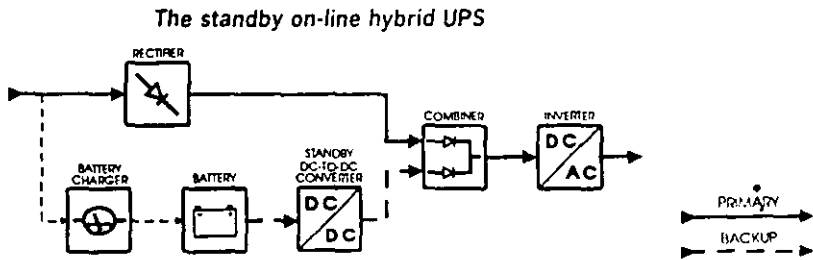 The standby on-line hybrid UPS
RECTIFIER
COMBINER
INVERTER
DC
AC
BATTERY
CHARGER
BATTERY
STANDBY
DC-TO-DC
CONVERTER
DC
DC
PRIMARY
BACKUP